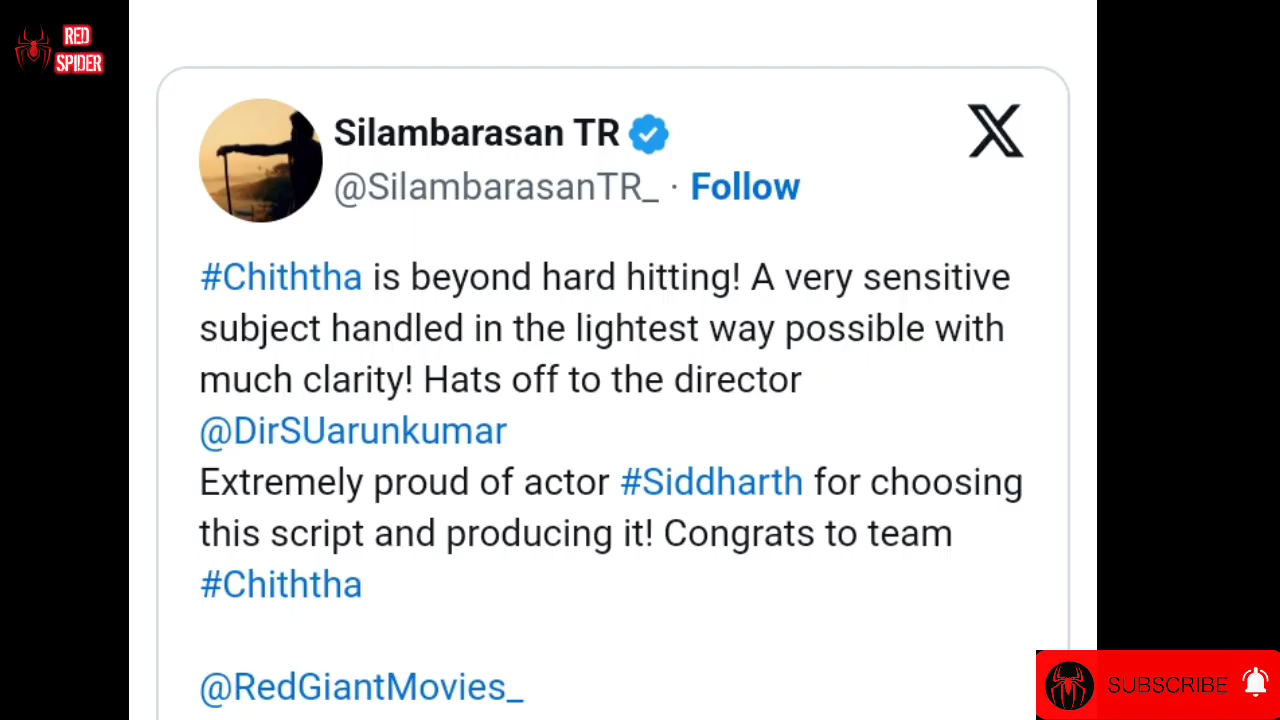 RED
SPIDER
Silambarasan TR
@SilambarasanTR_ · Follow
#Chiththa is beyond hard hitting! A very sensitive
subject handled in the lightest way possible with
much clarity! Hats off to the director
@DirSUarunkumar
Extremely proud of actor #Siddharth for choosing
this script and producing it! Congrats to team
#Chiththa
@RedGiantMovies_
SUBSCRIBE